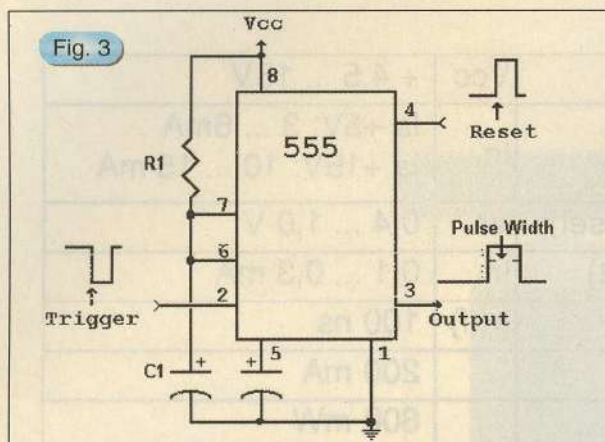 Fig. 3
Vcc
8
4
Reset
555
R1
7
Pulse Width
6
2
3
Trigger
Output
5
1
C1
+
+